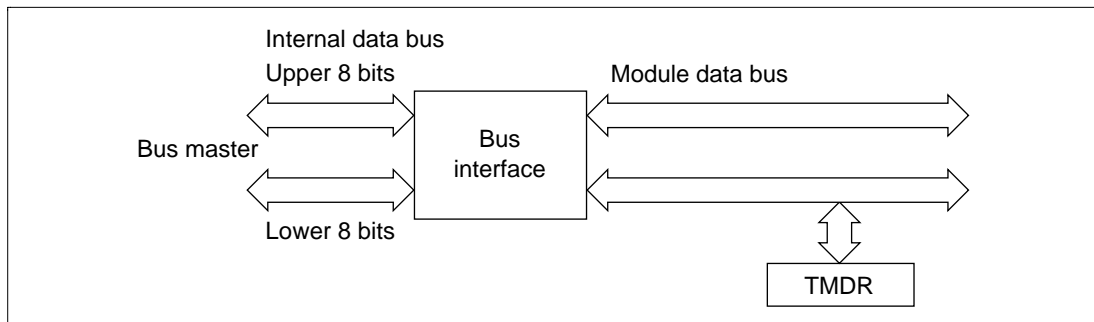 Internal data bus
Upper 8 bits
Module data bus
Bus master
Bus
interface
Lower 8 bits
TMDR